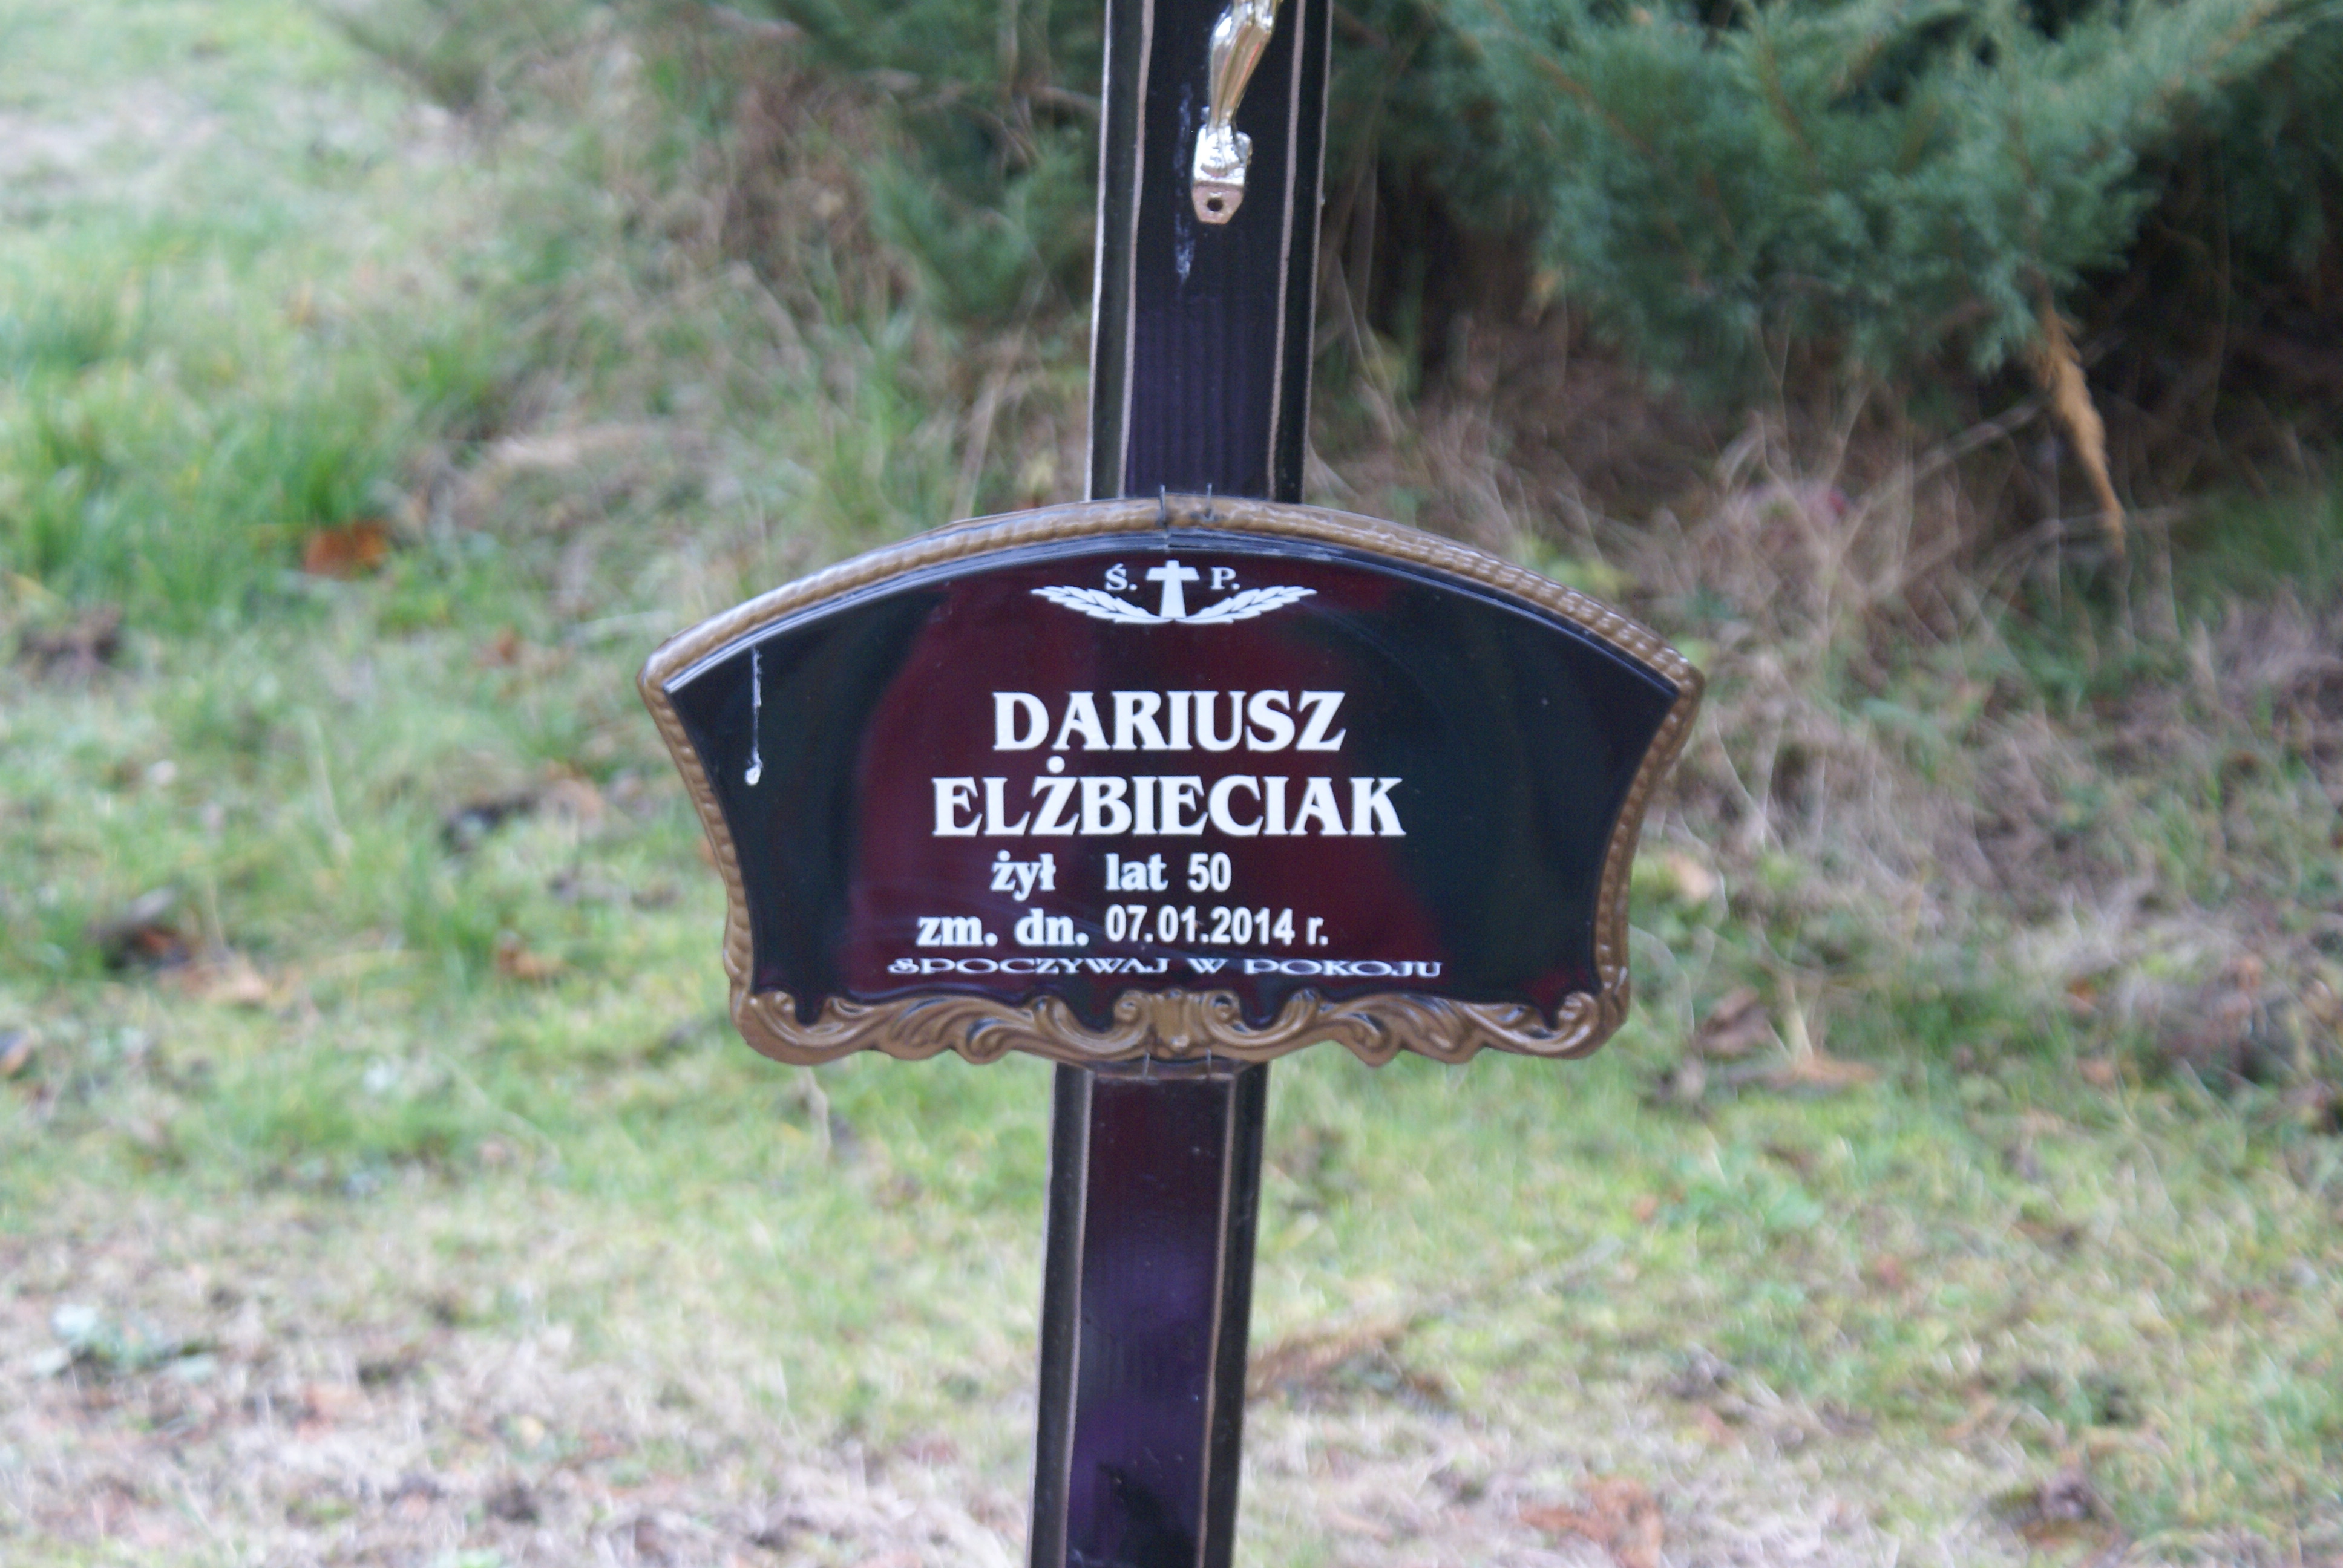 Ś. P.
DARIUSZ
ELŻBIECIAK
żył lat 50
zm. dn. 07.01.2014 r.
SPOCZYWAJ W POKOJU